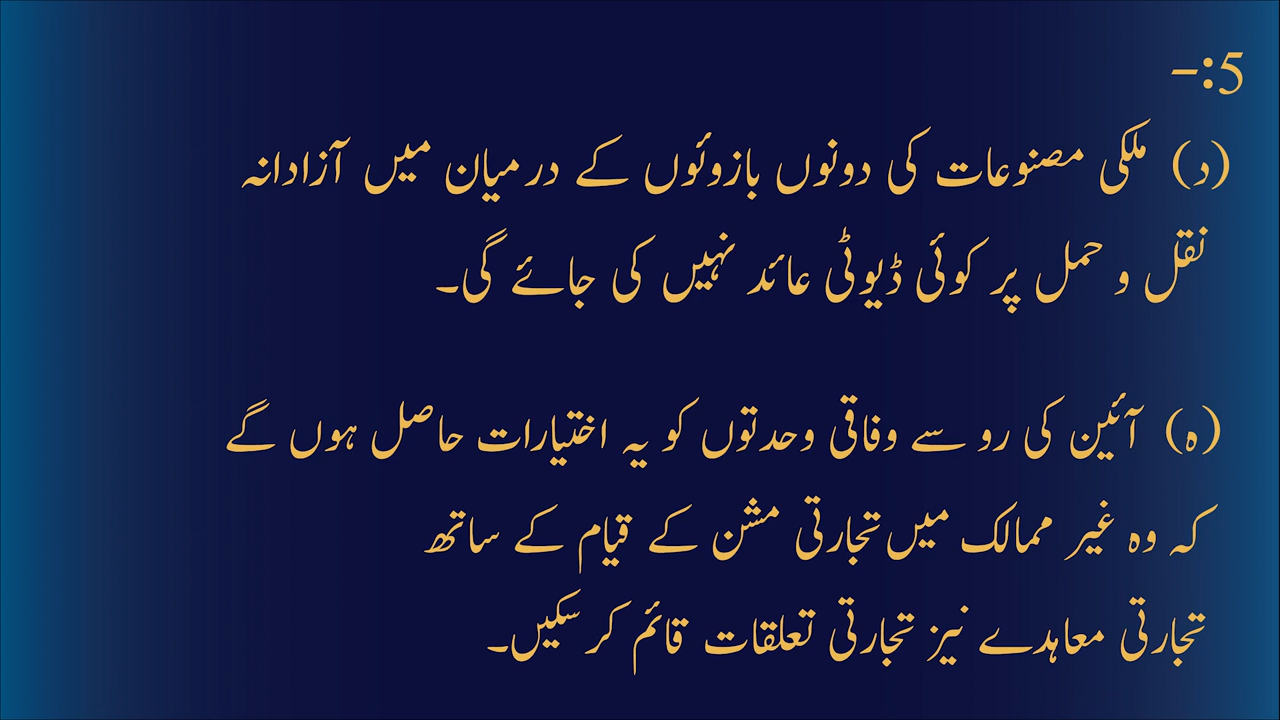 5:-
(د) ملکی مصنوعات کی دونوں بازوئوں کے درمیان میں آزادانہ
نقل و حمل پر کوئی ڈیوٹی عائد نہیں کی جائے گی۔
(ہ) آئین کی رو سے وفاقی وحدتوں کو یہ اختیارات حاصل ہوں گے
کہ وہ غیر ممالک میں تجارتی مشن کے قیام کے ساتھ
تجارتی معاہدے نیز تجارتی تعلقات قائم کر سکیں۔